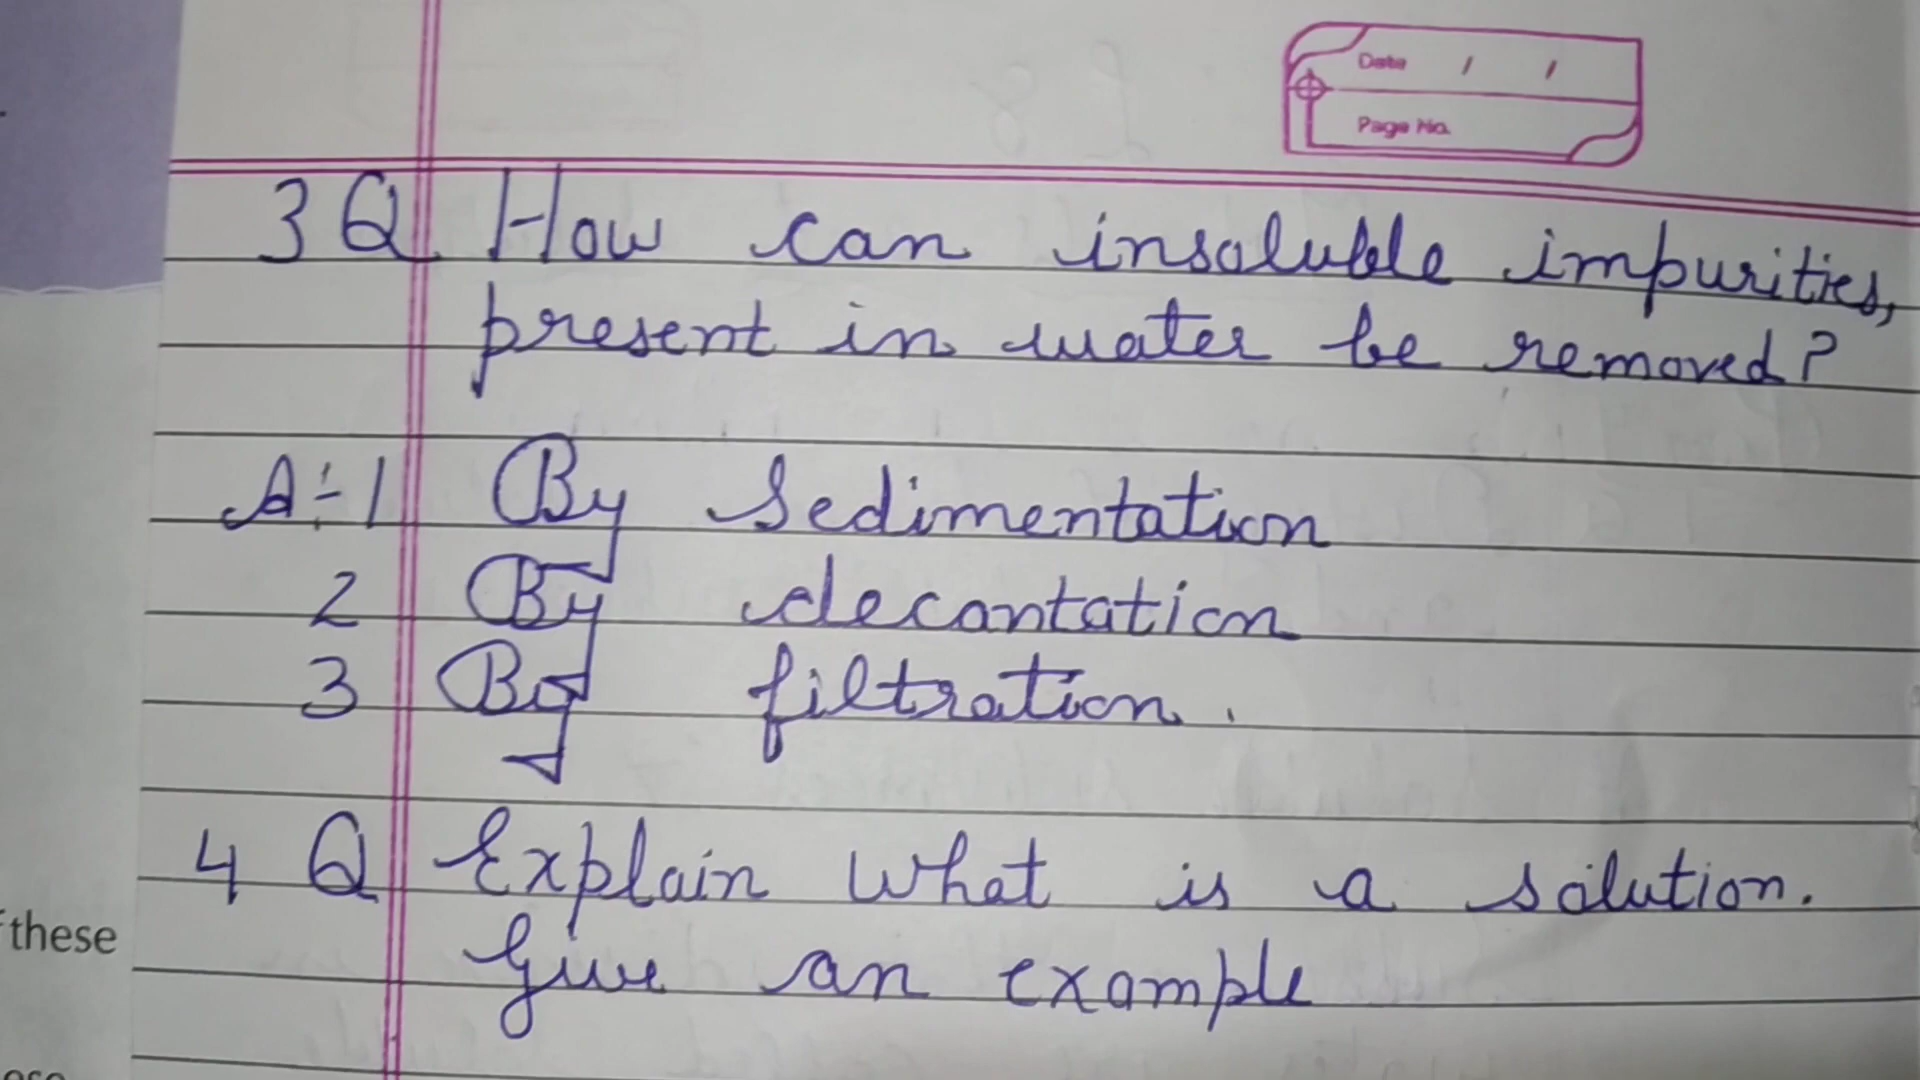 Date / /
Page No.
3 Q. How can insoluble impurities,
present in water be removed?
A:-1 By Sedimentation
2 By decantation
3 By filtration.
4 Q Explain what is a solution.
Give an example
these